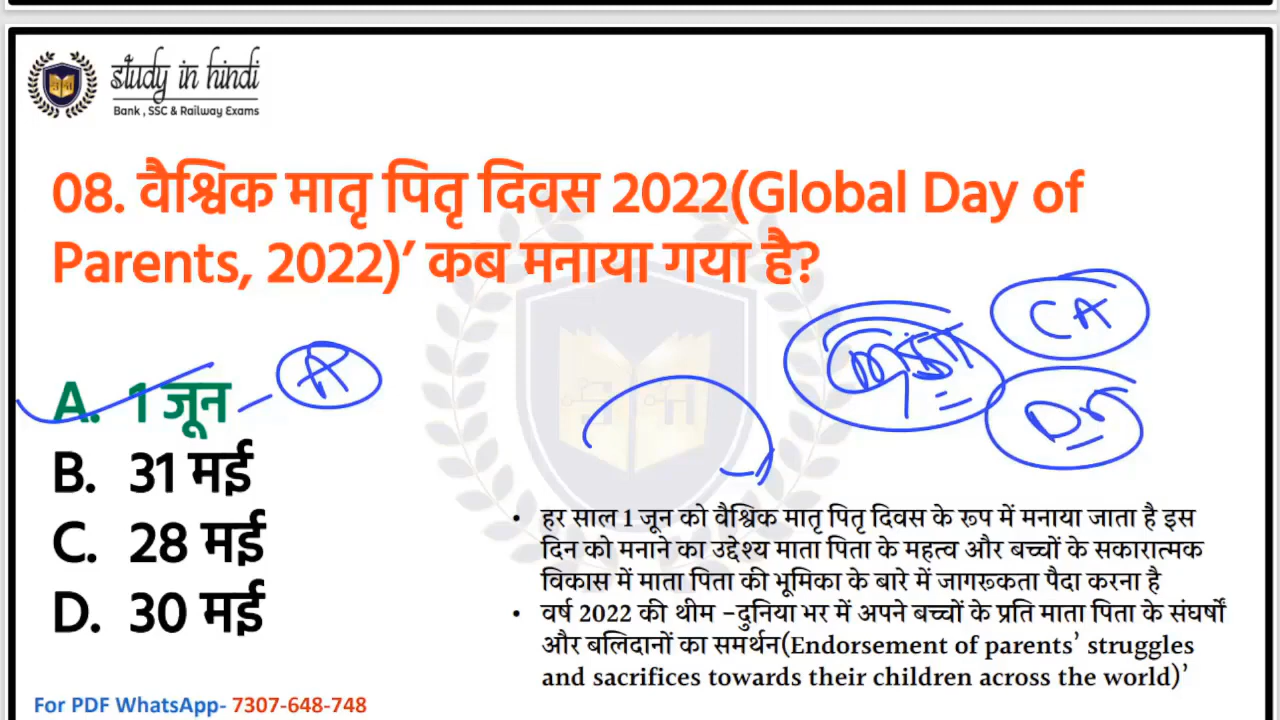 study in hindi
Bank , SSC & Railway Exams
08. वैश्विक मातृ पितृ दिवस 2022(Global Day of
Parents, 2022)’ कब मनाया गया है?
CA
A
A. 1 जून
B. 31 मई
C. 28 मई
D. 30 मई
• हर साल 1 जून को वैश्विक मातृ पितृ दिवस के रूप में मनाया जाता है इस
दिन को मनाने का उद्देश्य माता पिता के महत्व और बच्चों के सकारात्मक
विकास में माता पिता की भूमिका के बारे में जागरूकता पैदा करना है
• वर्ष 2022 की थीम -दुनिया भर में अपने बच्चों के प्रति माता पिता के संघर्षों
और बलिदानों का समर्थन(Endorsement of parents’ struggles
and sacrifices towards their children across the world)’
For PDF WhatsApp- 7307-648-748